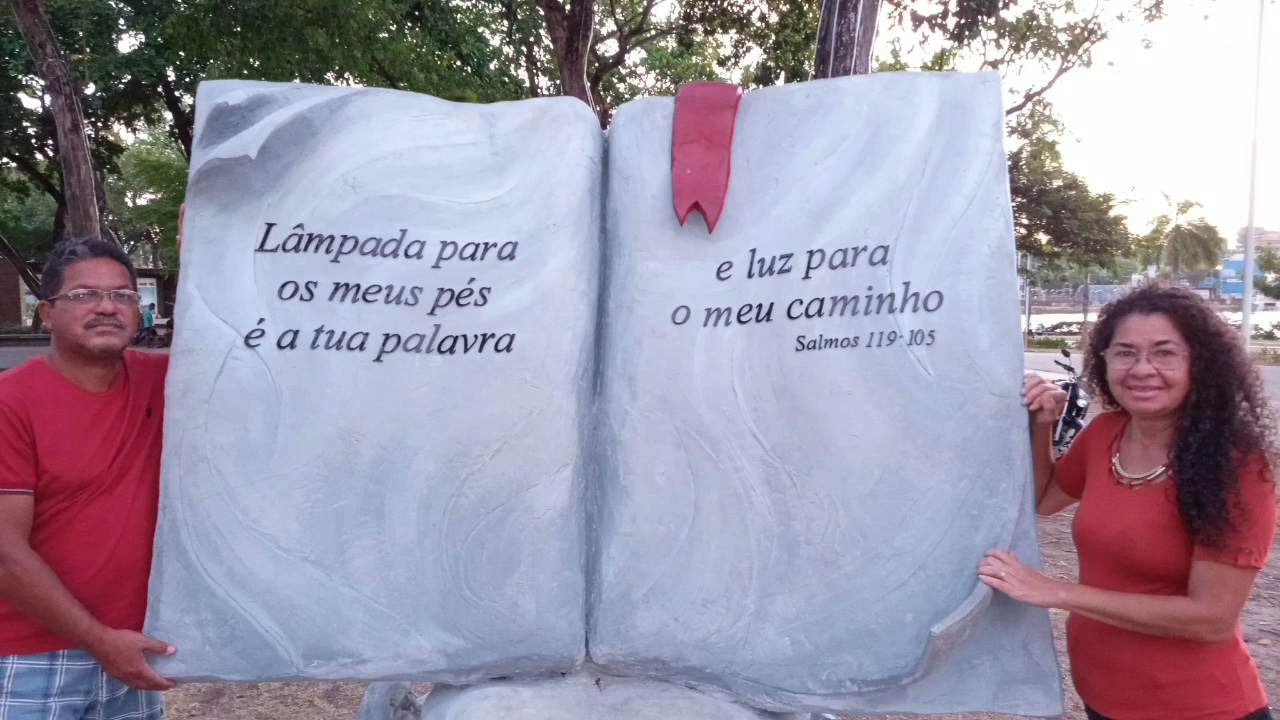 Lâmpada para
os meus pés
é a tua palavra
e luz para
o meu caminho
Salmos 119-105